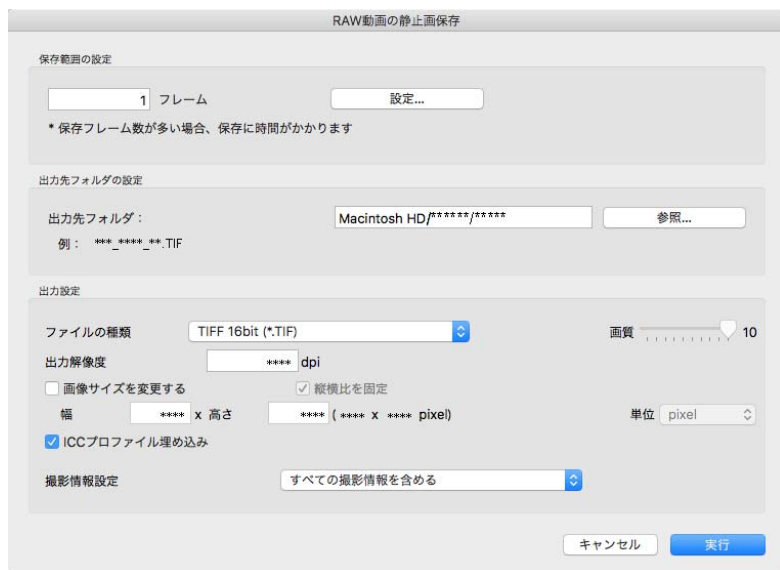 RAW動画の静止画保存
保存範囲の設定
1 フレーム 設定...
* 保存フレーム数が多い場合、保存に時間がかかります
出力先フォルダの設定
出力先フォルダ： Macintosh HD/******/***** 参照...
例： ***_****_**.TIF
出力設定
ファイルの種類 TIFF 16bit (*.TIF) 画質 10
出力解像度 **** dpi
画像サイズを変更する 縦横比を固定
幅 **** x 高さ **** ( **** x **** pixel) 単位 pixel
ICCプロファイル埋め込み
撮影情報設定 すべての撮影情報を含める
キャンセル 実行